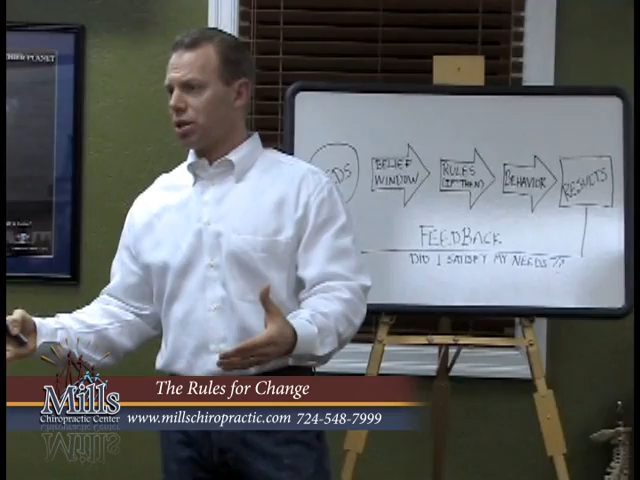 BELIEF
WINDOW
RULES
(IF THEN)
BEHAVIOR
RESULTS
FEEDBACK
DID I SATISFY MY NEEDS??
The Rules for Change
Mills
Chiropractic Center
www.millschiropractic.com 724-548-7999